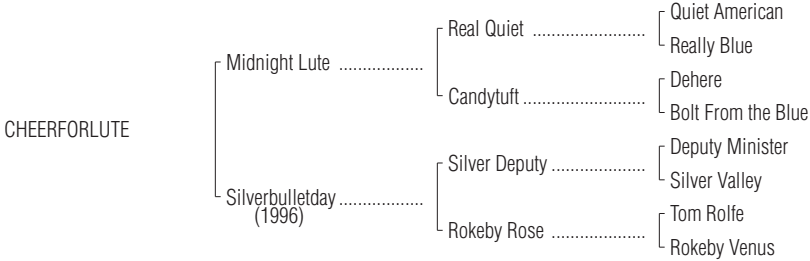 Quiet American
Real Quiet ........................
Really Blue
Midnight Lute ..................
Dehere
Candytuft ..........................
Bolt From the Blue
CHEERFORLUTE
Deputy Minister
Silver Deputy ....................
Silver Valley
Silverbulletday ..................
(1996)
Tom Rolfe
Rokeby Rose ....................
Rokeby Venus